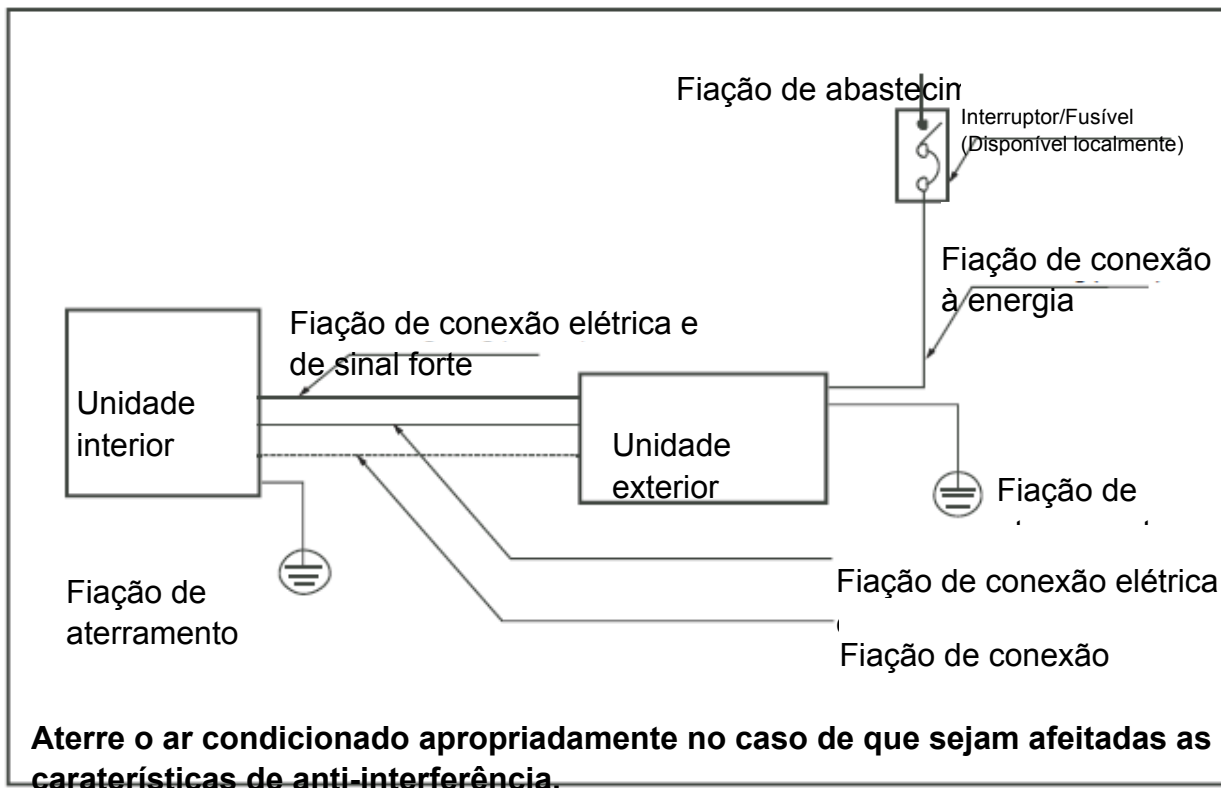 Fiação de abastecim
Interruptor/Fusível
(Disponível localmente)
Fiação de conexão
à energia
Fiação de conexão elétrica e
de sinal forte
Unidade
interior
Unidade
exterior
Fiação de
Fiação de
aterramento
Fiação de conexão elétrica
Fiação de conexão
Aterre o ar condicionado apropriadamente no caso de que sejam afeitadas as
caraterísticas de anti-interferência.